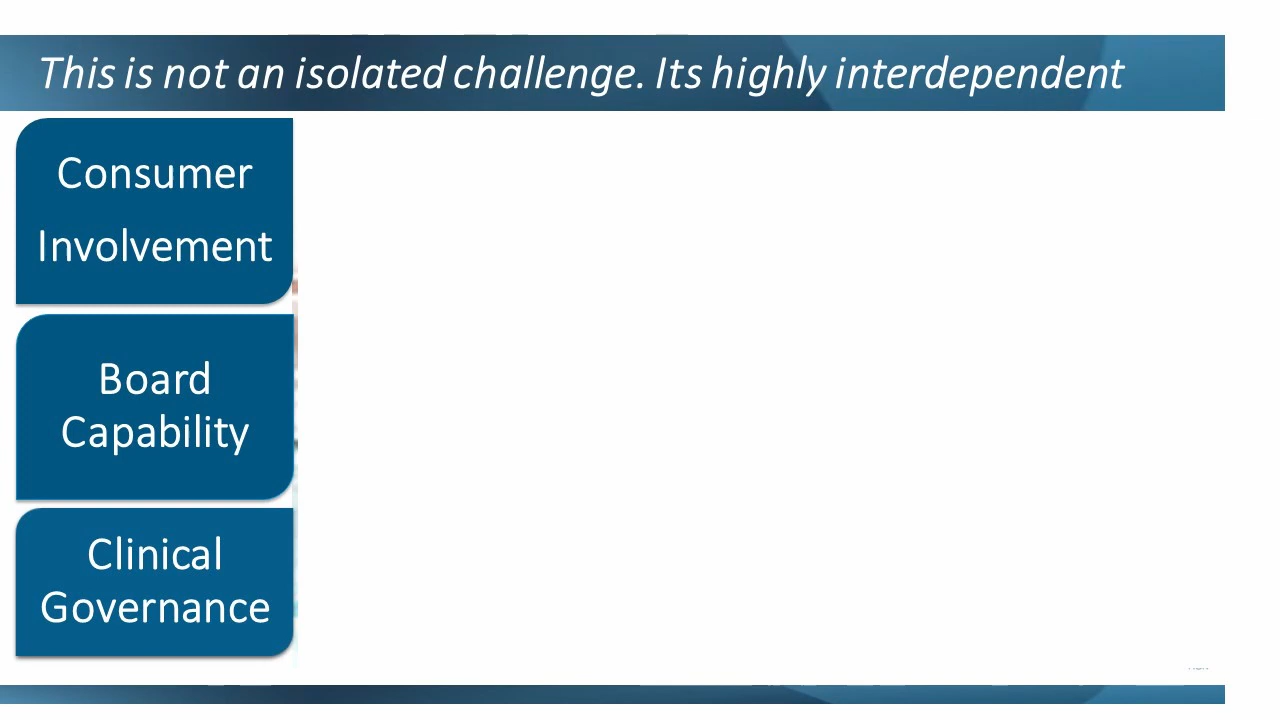 This is not an isolated challenge. Its highly interdependent
Consumer
Involvement
Board
Capability
Clinical
Governance